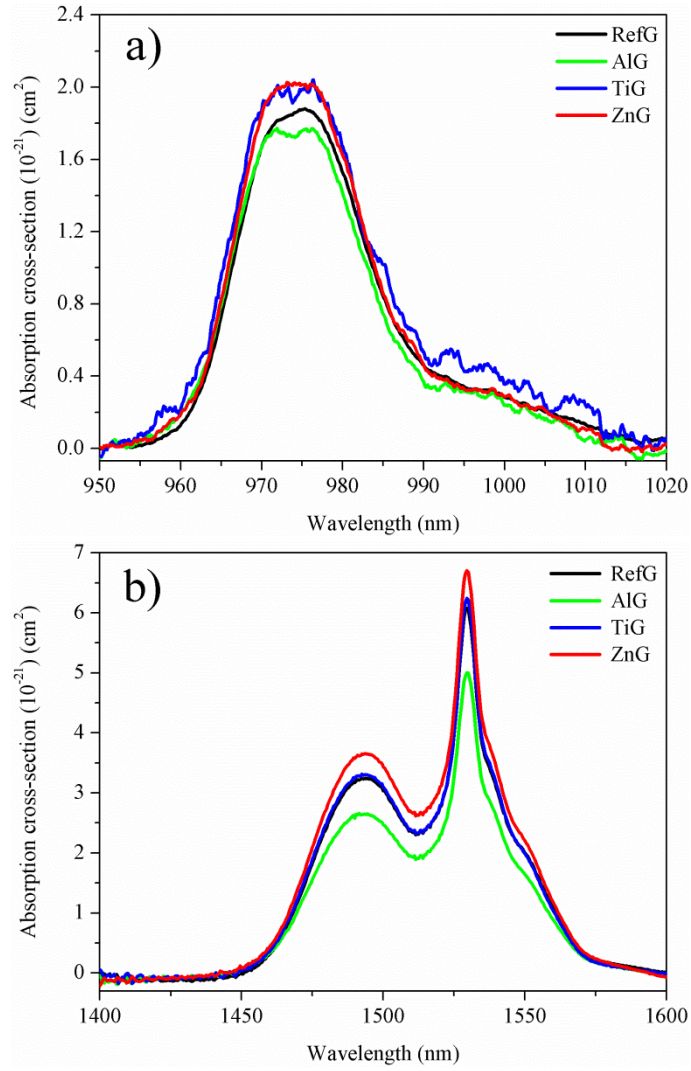 a)
RefG
AlG
TiG
ZnG
2.4
2.0
1.6
1.2
0.8
0.4
0.0
Absorption cross-section (10⁻²¹) (cm²)
950 960 970 980 990 1000 1010 1020
Wavelength (nm)
b)
RefG
AlG
TiG
ZnG
7
6
5
4
3
2
1
0
Absorption cross-section (10⁻²¹) (cm²)
1400 1450 1500 1550 1600
Wavelength (nm)